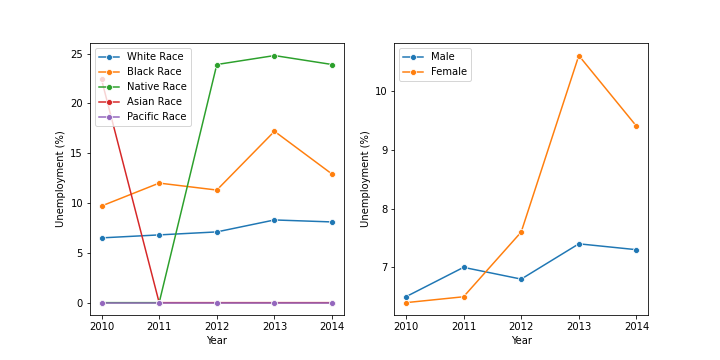 White Race
Black Race
Native Race
Asian Race
Pacific Race
25
20
15
10
5
0
Unemployment (%)
2010 2011 2012 2013 2014
Year
Male
Female
10
9
8
7
Unemployment (%)
2010 2011 2012 2013 2014
Year